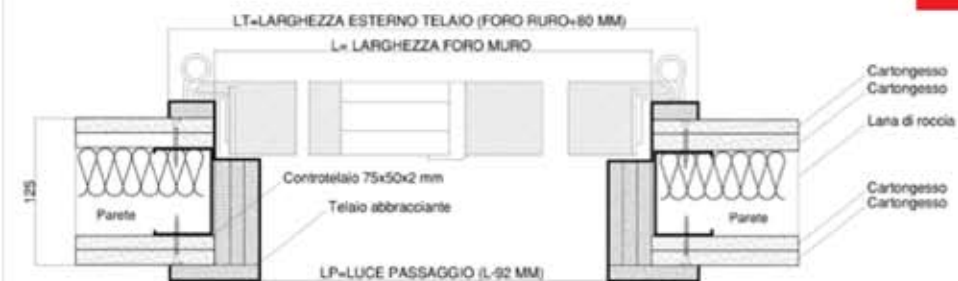 LT=LARGHEZZA ESTERNO TELAIO (FORO RURO+80 MM)
L= LARGHEZZA FORO MURO
Cartongesso
Cartongesso
Lana di roccia
125
Controtelaio 75x50x2 mm
Parete
Telaio abbracciante
Parete
Cartongesso
Cartongesso
LP=LUCE PASSAGGIO (L-92 MM)